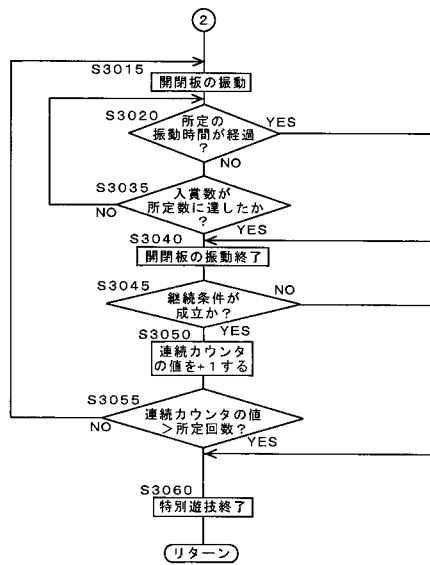 2
S3015
開閉板の振動
S3020
所定の
振動時間が経過
?
YES
NO
S3035
入賞数が
所定数に達したか
?
NO
YES
S3040
開閉板の振動終了
S3045
継続条件が
成立か?
NO
YES
S3050
連続カウンタ
の値を+1する
S3055
連続カウンタの値
>所定回数?
NO
YES
S3060
特別遊技終了
リターン